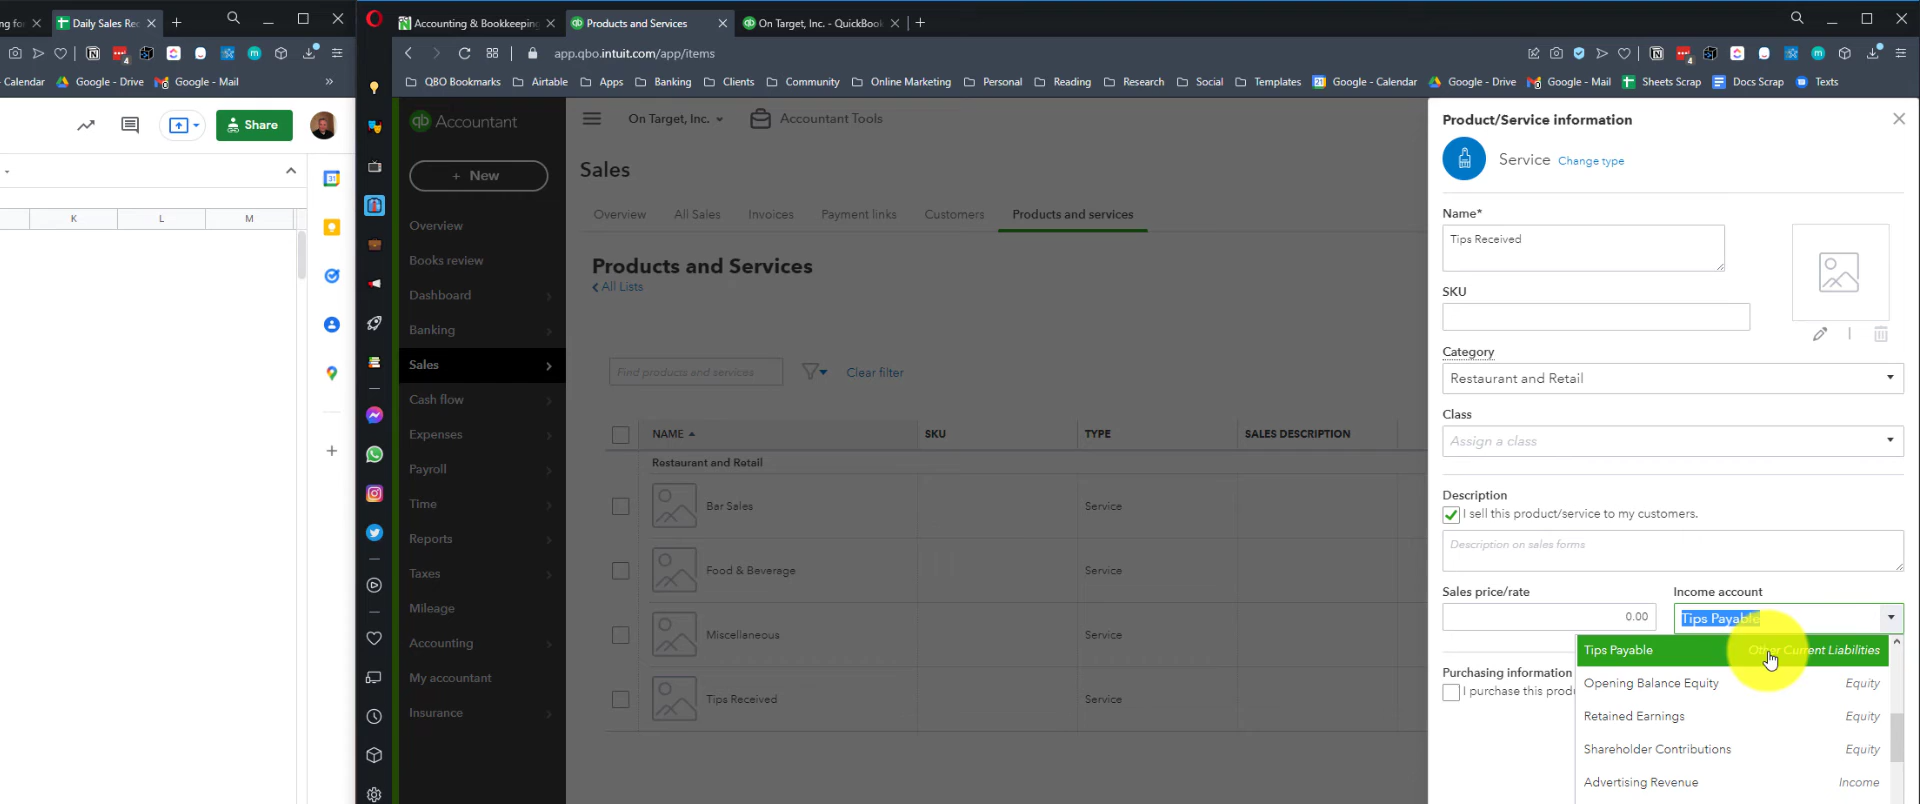 ng for
Daily Sales Rec
Accounting & Bookkeeping
Products and Services
On Target, Inc. - QuickBook
app.qbo.intuit.com/app/items
4
4
Calendar
Google - Drive
Google - Mail
QBO Bookmarks
Airtable
Apps
Banking
Clients
Community
Online Marketing
Personal
Reading
Research
Social
Templates
Google - Calendar
Google - Drive
Google - Mail
Sheets Scrap
Docs Scrap
Texts
Share
K
L
M
31
qb Accountant
+ New
Overview
Books review
Dashboard
Banking
Sales
Cash flow
Expenses
Payroll
Time
Reports
Taxes
Mileage
Accounting
My accountant
Insurance
On Target, Inc.
Accountant Tools
Sales
Overview
All Sales
Invoices
Payment links
Customers
Products and services
Products and Services
All Lists
Find products and services
Clear filter
NAME
SKU
TYPE
SALES DESCRIPTION
Restaurant and Retail
Bar Sales
Service
Food & Beverage
Service
Miscellaneous
Service
Tips Received
Service
Product/Service information
Service Change type
Name*
Tips Received
SKU
Category
Restaurant and Retail
Class
Assign a class
Description
I sell this product/service to my customers.
Description on sales forms
Sales price/rate
Income account
0.00
Tips Payable
Tips Payable Other Current Liabilities
Opening Balance Equity Equity
Retained Earnings Equity
Shareholder Contributions Equity
Advertising Revenue Income
Purchasing information
I purchase this produ